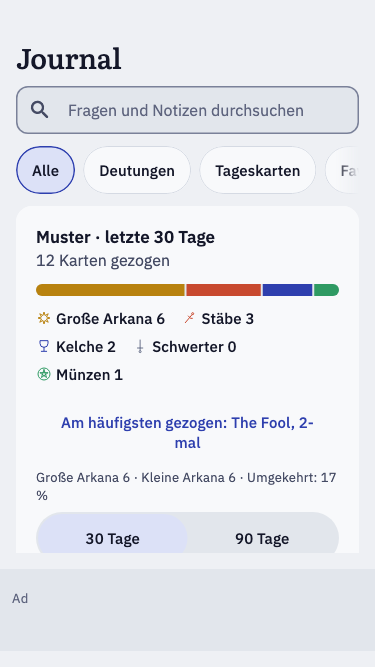 Journal
Fragen und Notizen durchsuchen
Alle
Deutungen
Tageskarten
Fa
Muster · letzte 30 Tage
12 Karten gezogen
Große Arkana 6
Stäbe 3
Kelche 2
Schwerter 0
Münzen 1
Am häufigsten gezogen: The Fool, 2-
mal
Große Arkana 6 · Kleine Arkana 6 · Umgekehrt: 17
%
30 Tage
90 Tage
Ad